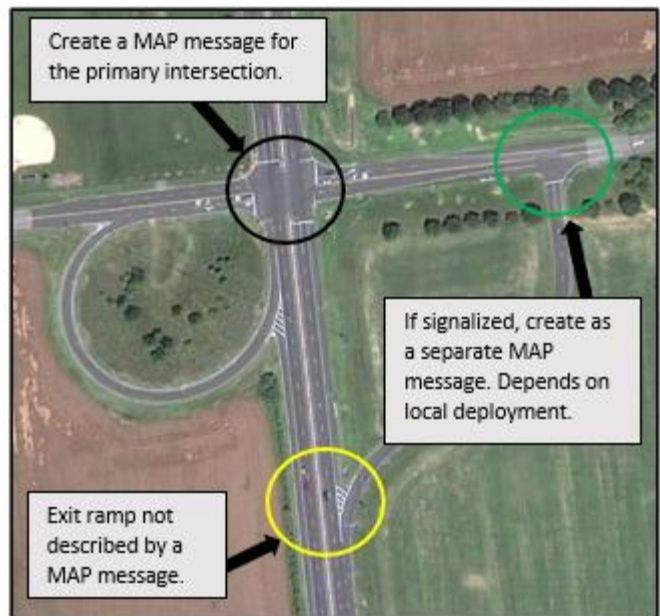 Create a MAP message for
the primary intersection.
If signalized, create as
a separate MAP
message. Depends on
local deployment.
Exit ramp not
described by a
MAP message.